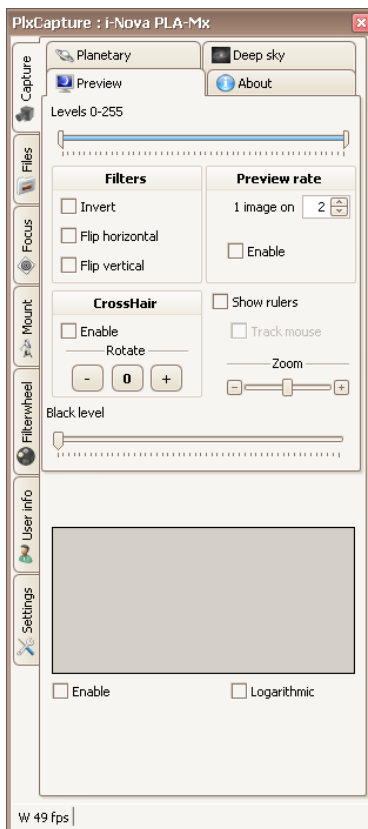 PlxCapture : i-Nova PLA-Mx
Capture
Files
Focus
Mount
Filterwheel
User info
Settings
Planetary
Deep sky
Preview
About
Levels 0-255
Filters
Invert
Flip horizontal
Flip vertical
Preview rate
1 image on 2
Enable
CrossHair
Enable
Rotate
- 0 +
Show rulers
Track mouse
Zoom
- +
Black level
Enable
Logarithmic
W 49 fps